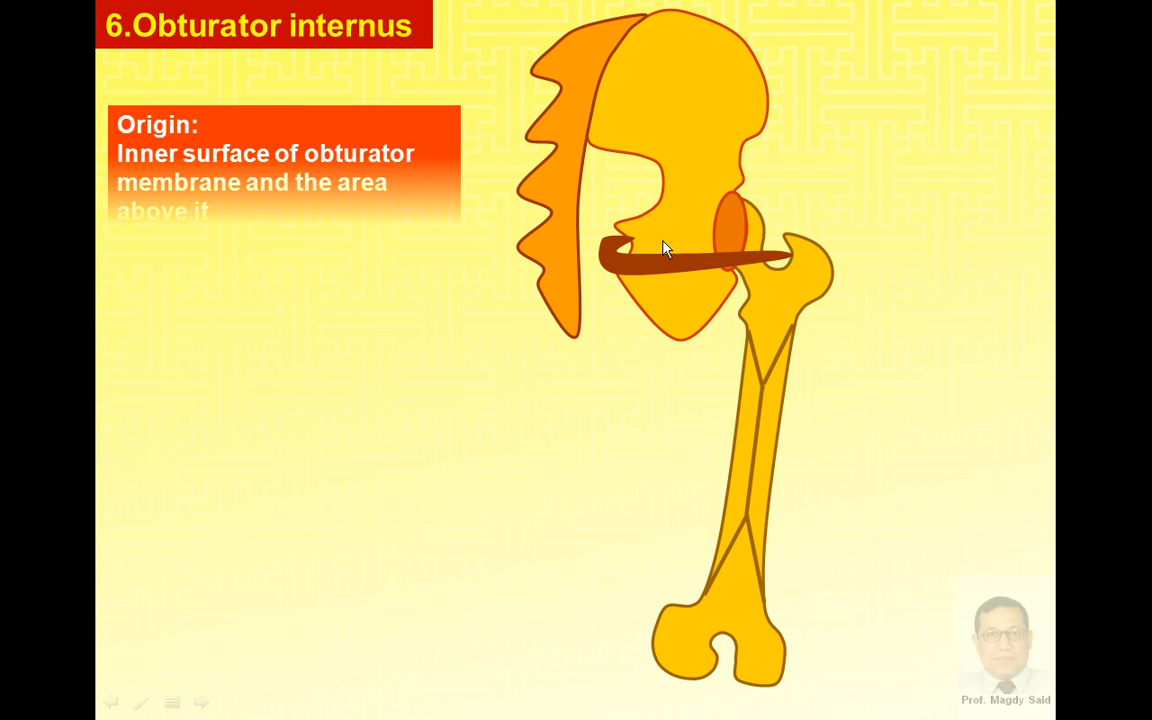 6.Obturator internus
Origin:
Inner surface of obturator
membrane and the area
above it
Prof. Magdy Said